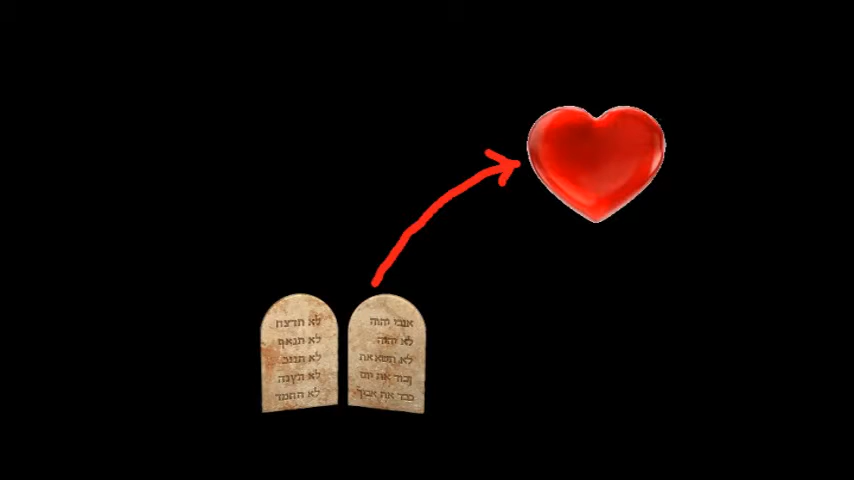 אנכי יהוה
לא יהיה
לא תשא את
זכור את יום
כבד את אביך
לא תרצח
לא תנאף
לא תגנב
לא תענה
לא תחמד